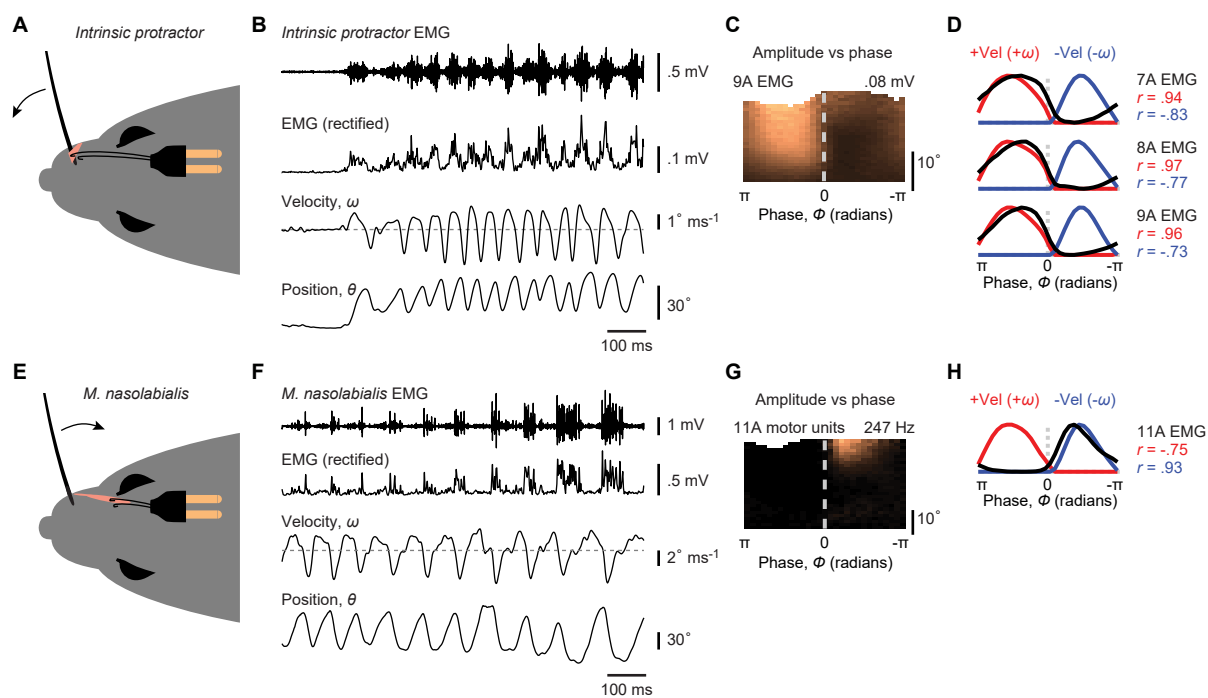 A
Intrinsic protractor
B
Intrinsic protractor EMG
.5 mV
EMG (rectified)
.1 mV
Velocity, ω
1˚ ms-1
Position, θ
30˚
100 ms
C
Amplitude vs phase
9A EMG .08 mV
10˚
π 0 -π
Phase, Φ (radians)
D
+Vel (+ω) -Vel (-ω)
7A EMG
r = .94
r = -.83
8A EMG
r = .97
r = -.77
9A EMG
r = .96
r = -.73
π 0 -π
Phase, Φ (radians)
E
M. nasolabialis
F
M. nasolabialis EMG
1 mV
EMG (rectified)
.5 mV
Velocity, ω
2˚ ms-1
Position, θ
30˚
100 ms
G
Amplitude vs phase
11A motor units 247 Hz
10˚
π 0 -π
Phase, Φ (radians)
H
+Vel (+ω) -Vel (-ω)
11A EMG
r = -.75
r = .93
π 0 -π
Phase, Φ (radians)